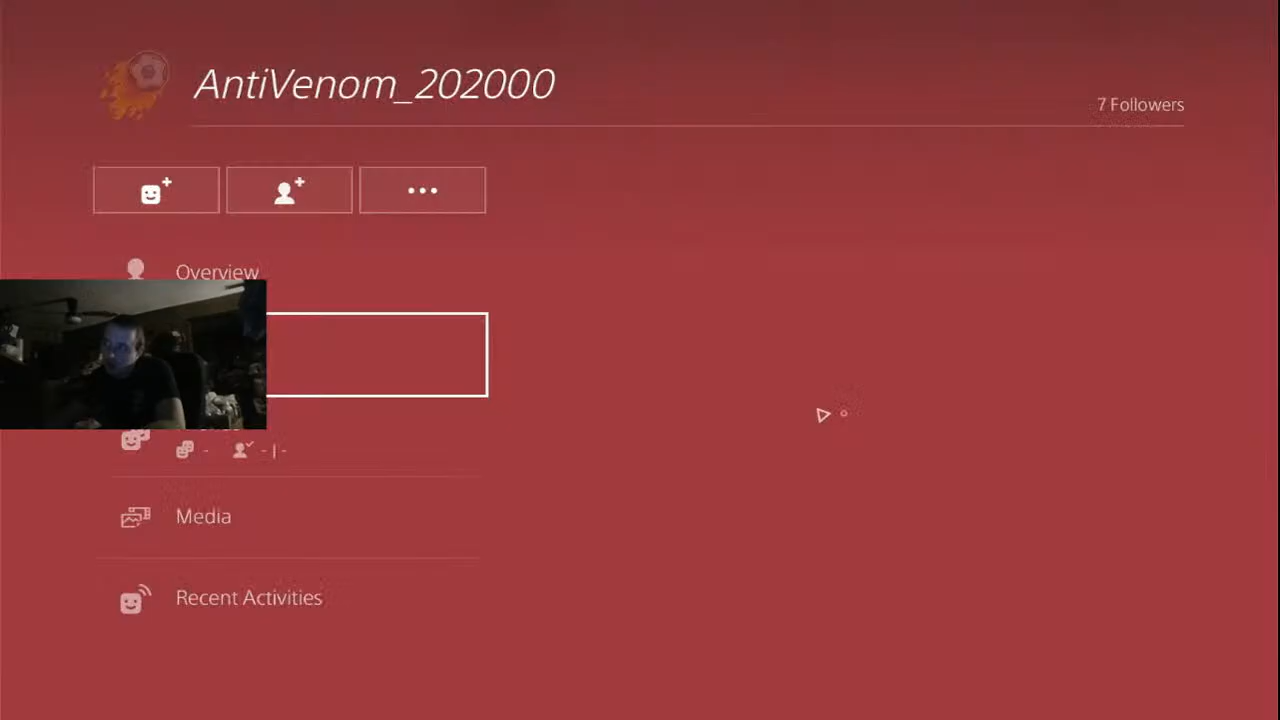 AntiVenom_202000
7 Followers
Overview
- - | -
Media
Recent Activities